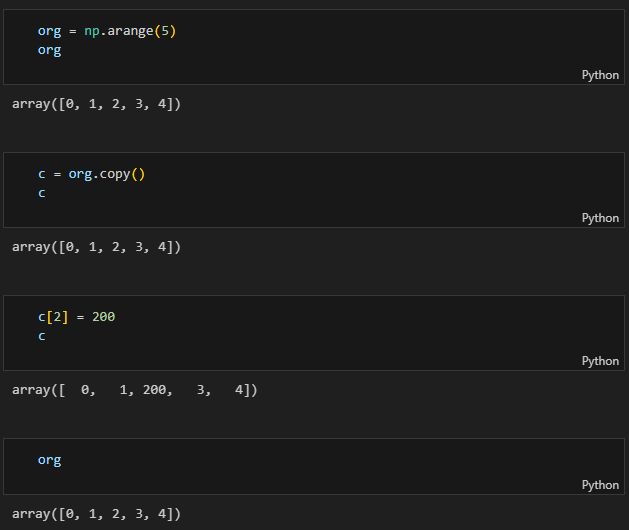 org = np.arange(5)
org
Python
array([0, 1, 2, 3, 4])
c = org.copy()
c
Python
array([0, 1, 2, 3, 4])
c[2] = 200
c
Python
array([  0,   1, 200,   3,   4])
org
Python
array([0, 1, 2, 3, 4])